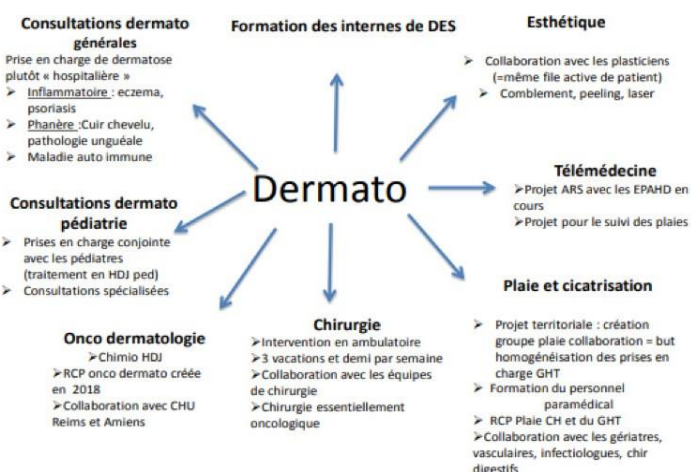 Consultations dermato
générales
Prise en charge de dermatose
plutôt « hospitalière »
➢ Inflammatoire : eczema,
psoriasis
➢ Phanère :Cuir chevelu,
pathologie unguéale
➢ Maladie auto immune
Formation des internes de DES
Esthétique
➢ Collaboration avec les plasticiens
(=même file active de patient)
➢ Comblement, peeling, laser
Dermato
Télémédecine
➢Projet ARS avec les EPAHD en
cours
➢Projet pour le suivi des plaies
Consultations dermato
pédiatrie
➢ Prises en charge conjointe
avec les pédiatres
(traitement en HDJ ped)
➢ Consultations spécialisées
Onco dermatologie
➢Chimio HDJ
➢RCP onco dermato créée
en 2018
➢Collaboration avec CHU
Reims et Amiens
Chirurgie
➢Intervention en ambulatoire
➢3 vacations et demi par semaine
➢Collaboration avec les équipes
de chirurgie
➢Chirurgie essentiellement
oncologique
Plaie et cicatrisation
➢ Projet territoriale : création
groupe plaie collaboration = but
homogénéisation des prises en
charge GHT
➢ Formation du personnel
paramédical
➢ RCP Plaie CH et du GHT
➢Collaboration avec les gériatres,
vasculaires, infectiologues, chir
digestifs